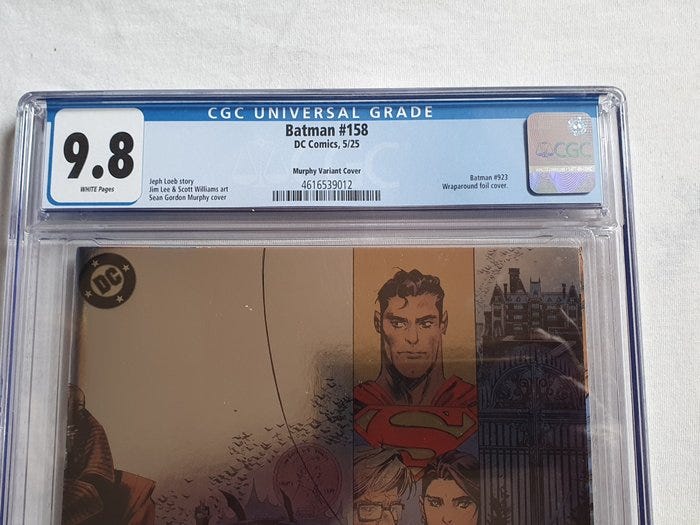 CGC UNIVERSAL GRADE
9.8
WHITE Pages
Batman #158
DC Comics, 5/25
Murphy Variant Cover
4616539012
Jeph Loeb story
Jim Lee & Scott Williams art
Sean Gordon Murphy cover
Batman #923
Wraparound foil cover.
CGC
DC